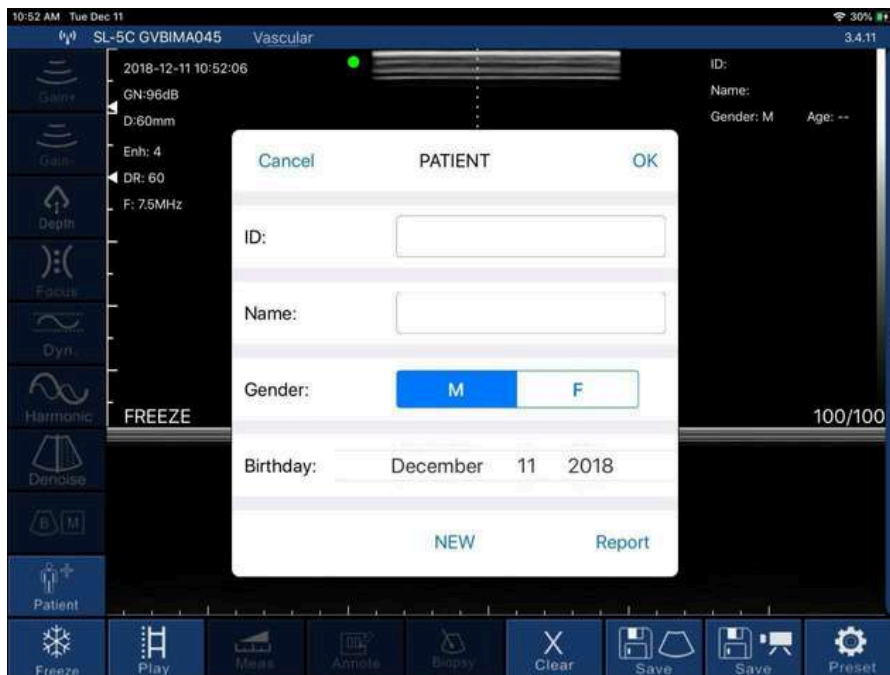 10:52 AM Tue Dec 11
30%
SL-5C GVBIMA045 Vascular
3.4.11
2018-12-11 10:52:06
GN:96dB
D:60mm
Enh: 4
DR: 60
F: 7.5MHz
ID:
Name:
Gender: M Age: --
Gain+
Gain-
Depth
Focus
Dyn.
Harmonic
Denoise
B M
Patient
Cancel PATIENT OK
ID:
Name:
Gender: M F
Birthday: December 11 2018
NEW Report
FREEZE
100/100
Freeze Play Meas Annote Biopsy Clear Save Save Preset